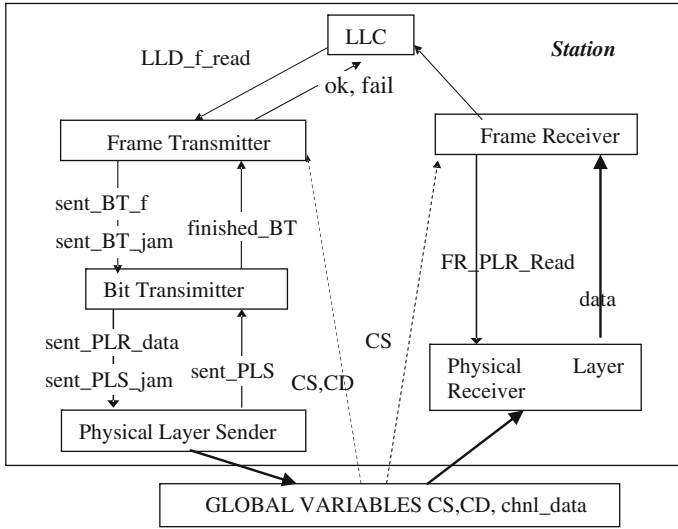 LLC
Station
LLD_f_read
ok, fail
Frame Transmitter
Frame Receiver
sent_BT_f
finished_BT
sent_BT_jam
FR_PLR_Read
Bit Transimitter
data
sent_PLR_data
CS
sent_PLS
sent_PLS_jam
CS,CD
Physical Layer
Receiver
Physical Layer Sender
GLOBAL VARIABLES CS,CD, chnl_data